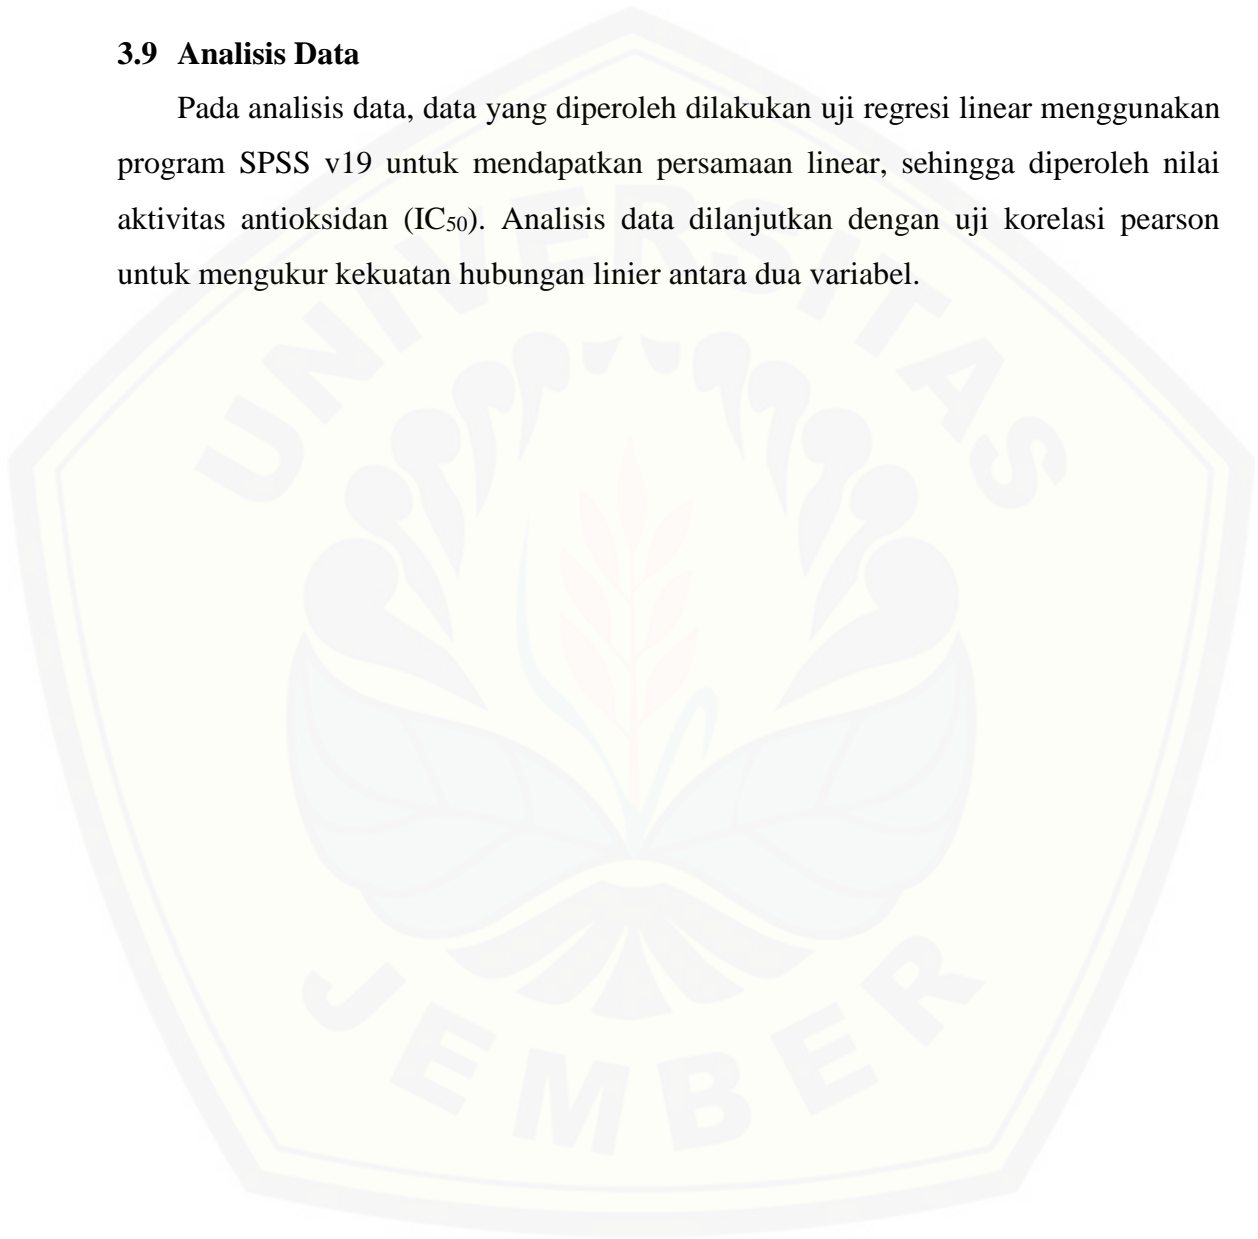 3.9 Analisis Data
Pada analisis data, data yang diperoleh dilakukan uji regresi linear menggunakan
program SPSS v19 untuk mendapatkan persamaan linear, sehingga diperoleh nilai
aktivitas antioksidan (IC50). Analisis data dilanjutkan dengan uji korelasi pearson
untuk mengukur kekuatan hubungan linier antara dua variabel.
UNIVERSITAS
JEMBER